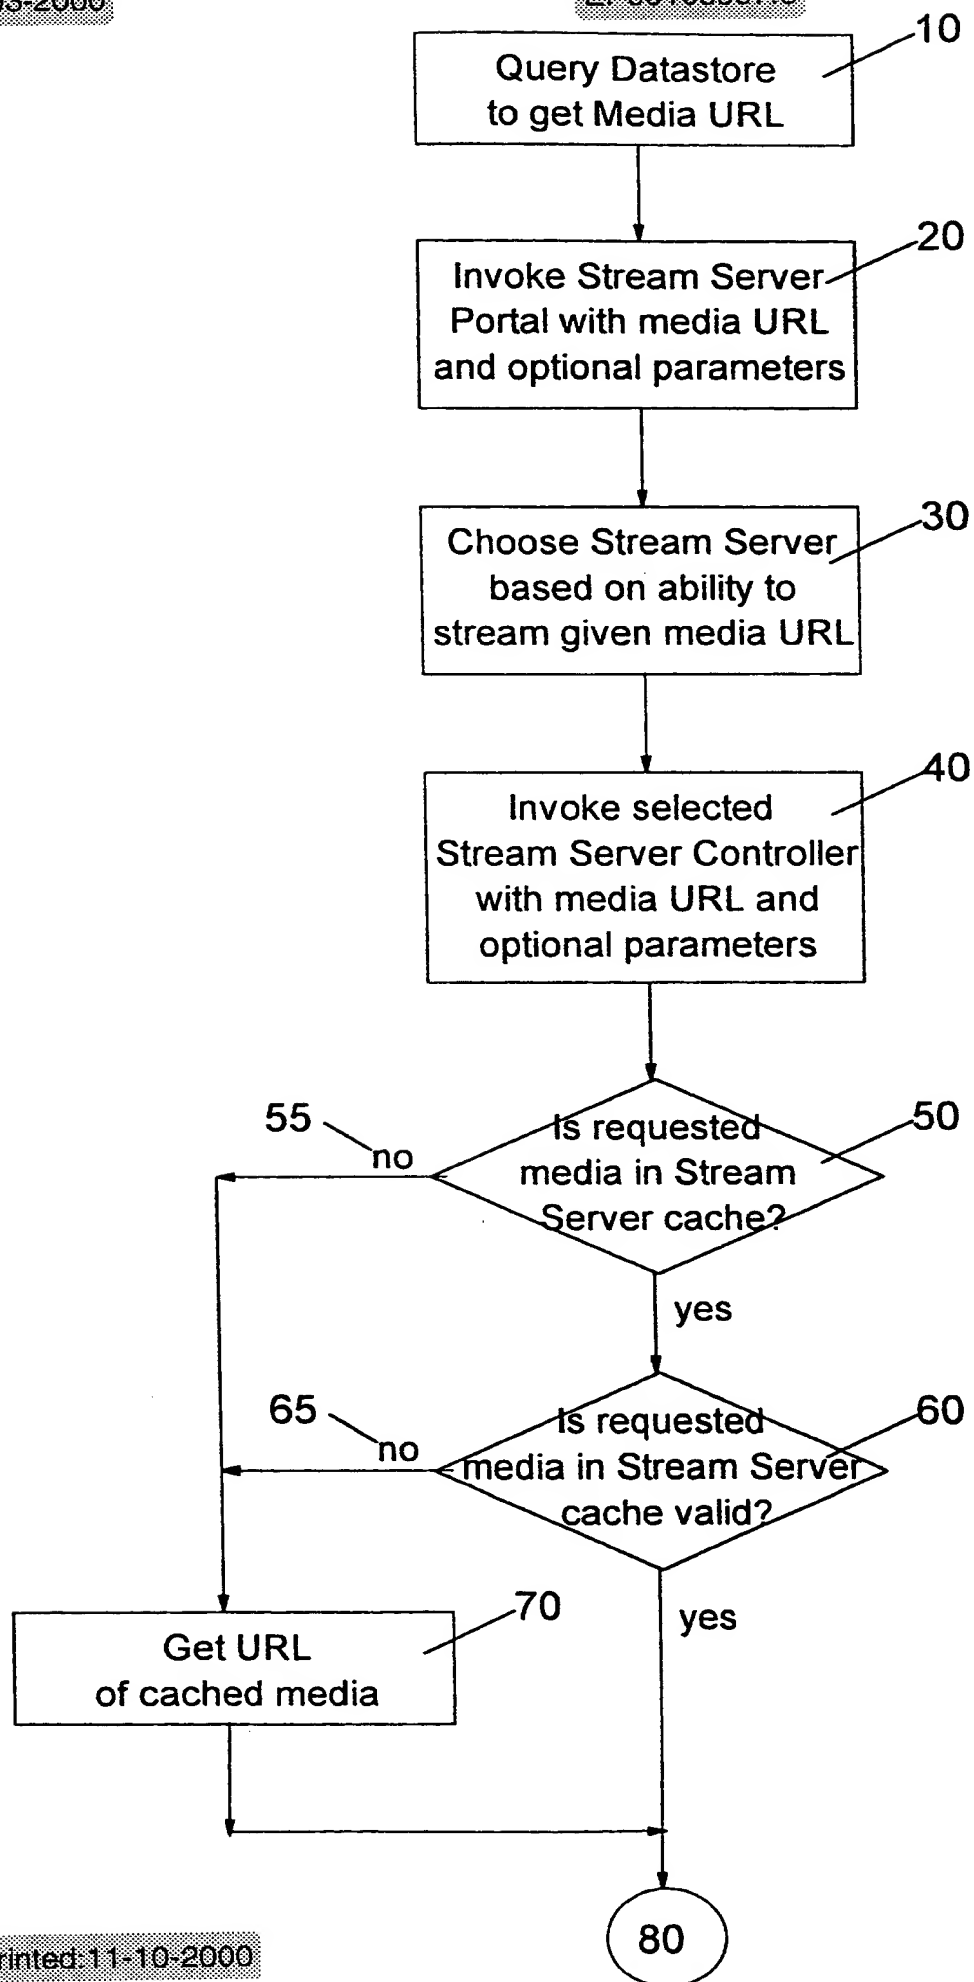 03-2000
10
Query Datastore
to get Media URL
20
Invoke Stream Server
Portal with media URL
and optional parameters
30
Choose Stream Server
based on ability to
stream given media URL
40
Invoke selected
Stream Server Controller
with media URL and
optional parameters
55
no
50
Is requested
media in Stream
Server cache?
yes
65
no
60
Is requested
media in Stream Server
cache valid?
yes
70
Get URL
of cached media
80
rinted:11-10-2000